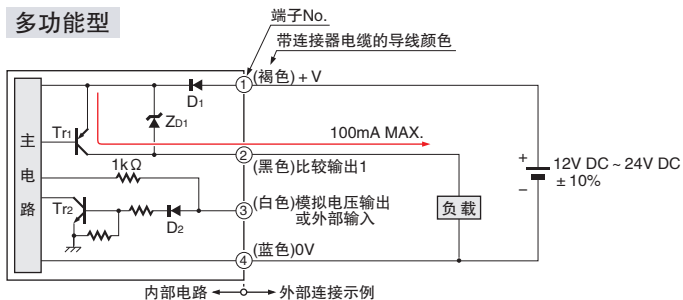 多功能型
端子No.
带连接器电缆的导线颜色
① (褐色)+V
D1
Tr1
ZD1
100mA MAX.
主电路
1kΩ
② (黑色)比较输出1
+
12V DC ~ 24V DC
± 10%
−
Tr2
D2
③ (白色)模拟电压输出
或外部输入
负 载
④ (蓝色)0V
内部电路
外部连接示例